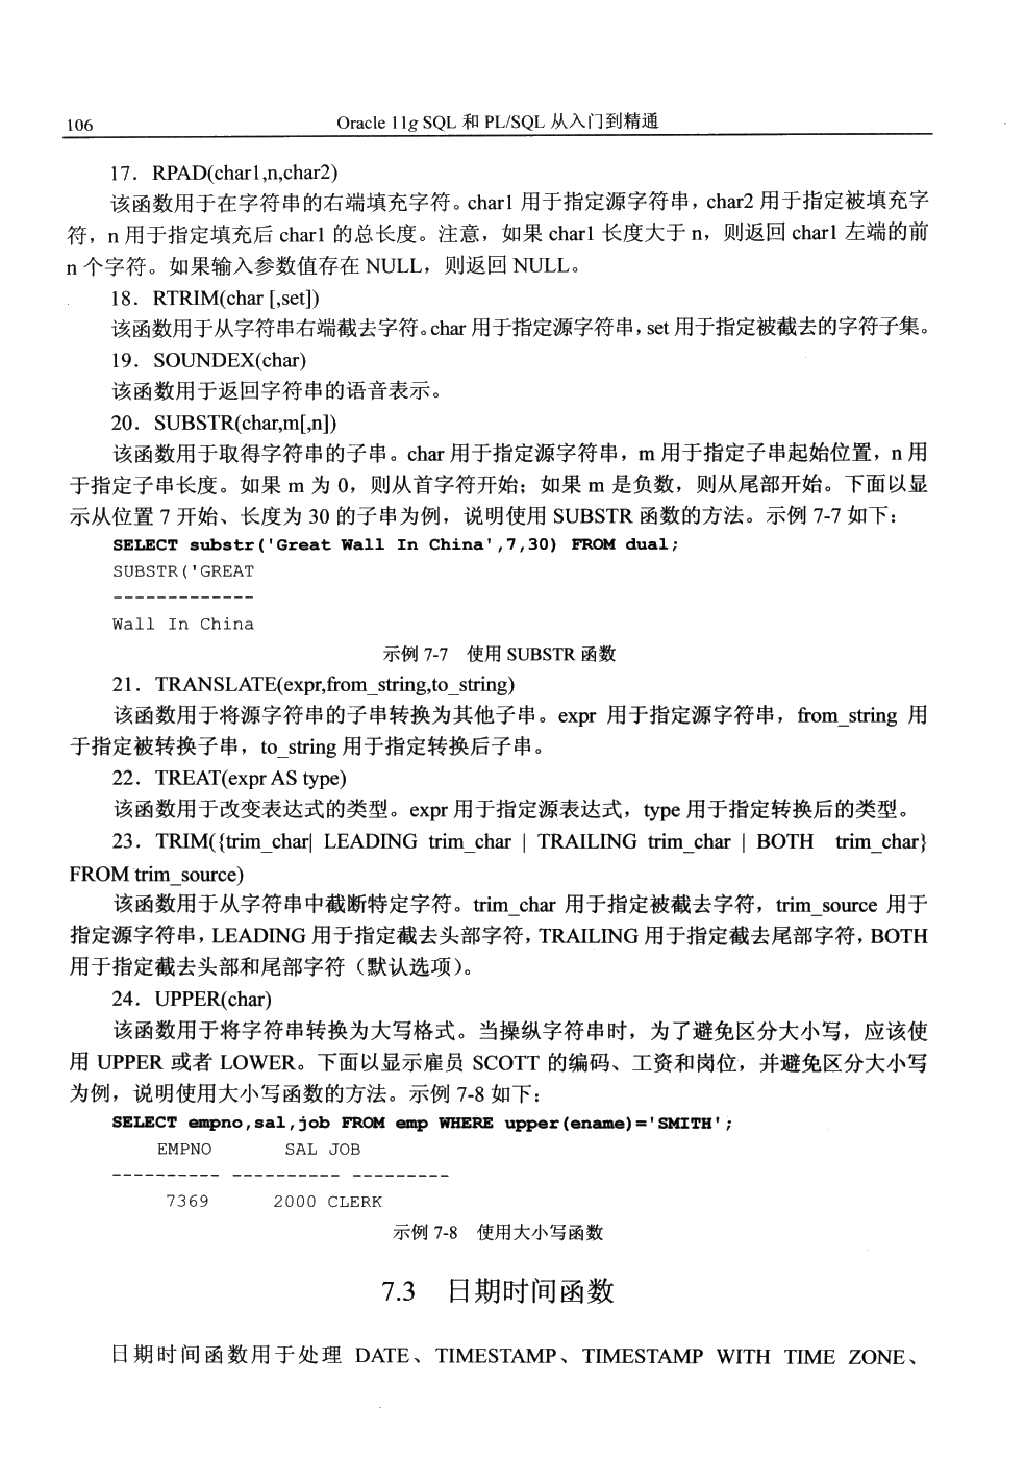 106 Oracle 11g SQL 和 PL/SQL 从入门到精通
17．RPAD(char1,n,char2)
该函数用于在字符串的右端填充字符。char1 用于指定源字符串，char2 用于指定被填充字
符，n 用于指定填充后 char1 的总长度。注意，如果 char1 长度大于 n，则返回 char1 左端的前
n 个字符。如果输入参数值存在 NULL，则返回 NULL。
18．RTRIM(char [,set])
该函数用于从字符串右端截去字符。char 用于指定源字符串，set 用于指定被截去的字符子集。
19．SOUNDEX(char)
该函数用于返回字符串的语音表示。
20．SUBSTR(char,m[,n])
该函数用于取得字符串的子串。char 用于指定源字符串，m 用于指定子串起始位置，n 用
于指定子串长度。如果 m 为 0，则从首字符开始；如果 m 是负数，则从尾部开始。下面以显
示从位置 7 开始、长度为 30 的子串为例，说明使用 SUBSTR 函数的方法。示例 7-7 如下：
SELECT substr('Great Wall In China',7,30) FROM dual;
SUBSTR('GREAT
-------------
Wall In China
示例 7-7 使用 SUBSTR 函数
21．TRANSLATE(expr,from_string,to_string)
该函数用于将源字符串的子串转换为其他子串。expr 用于指定源字符串，from_string 用
于指定被转换子串，to_string 用于指定转换后子串。
22．TREAT(expr AS type)
该函数用于改变表达式的类型。expr 用于指定源表达式，type 用于指定转换后的类型。
23．TRIM({trim_char| LEADING trim_char | TRAILING trim_char | BOTH trim_char}
FROM trim_source)
该函数用于从字符串中截断特定字符。trim_char 用于指定被截去字符，trim_source 用于
指定源字符串，LEADING 用于指定截去头部字符，TRAILING 用于指定截去尾部字符，BOTH
用于指定截去头部和尾部字符（默认选项）。
24．UPPER(char)
该函数用于将字符串转换为大写格式。当操纵字符串时，为了避免区分大小写，应该使
用 UPPER 或者 LOWER。下面以显示雇员 SCOTT 的编码、工资和岗位，并避免区分大小写
为例，说明使用大小写函数的方法。示例 7-8 如下：
SELECT empno,sal,job FROM emp WHERE upper(ename)='SMITH';
EMPNO SAL JOB
---------- ---------- ---------
7369 2000 CLERK
示例 7-8 使用大小写函数
7.3 日期时间函数
日期时间函数用于处理 DATE、TIMESTAMP、TIMESTAMP WITH TIME ZONE、